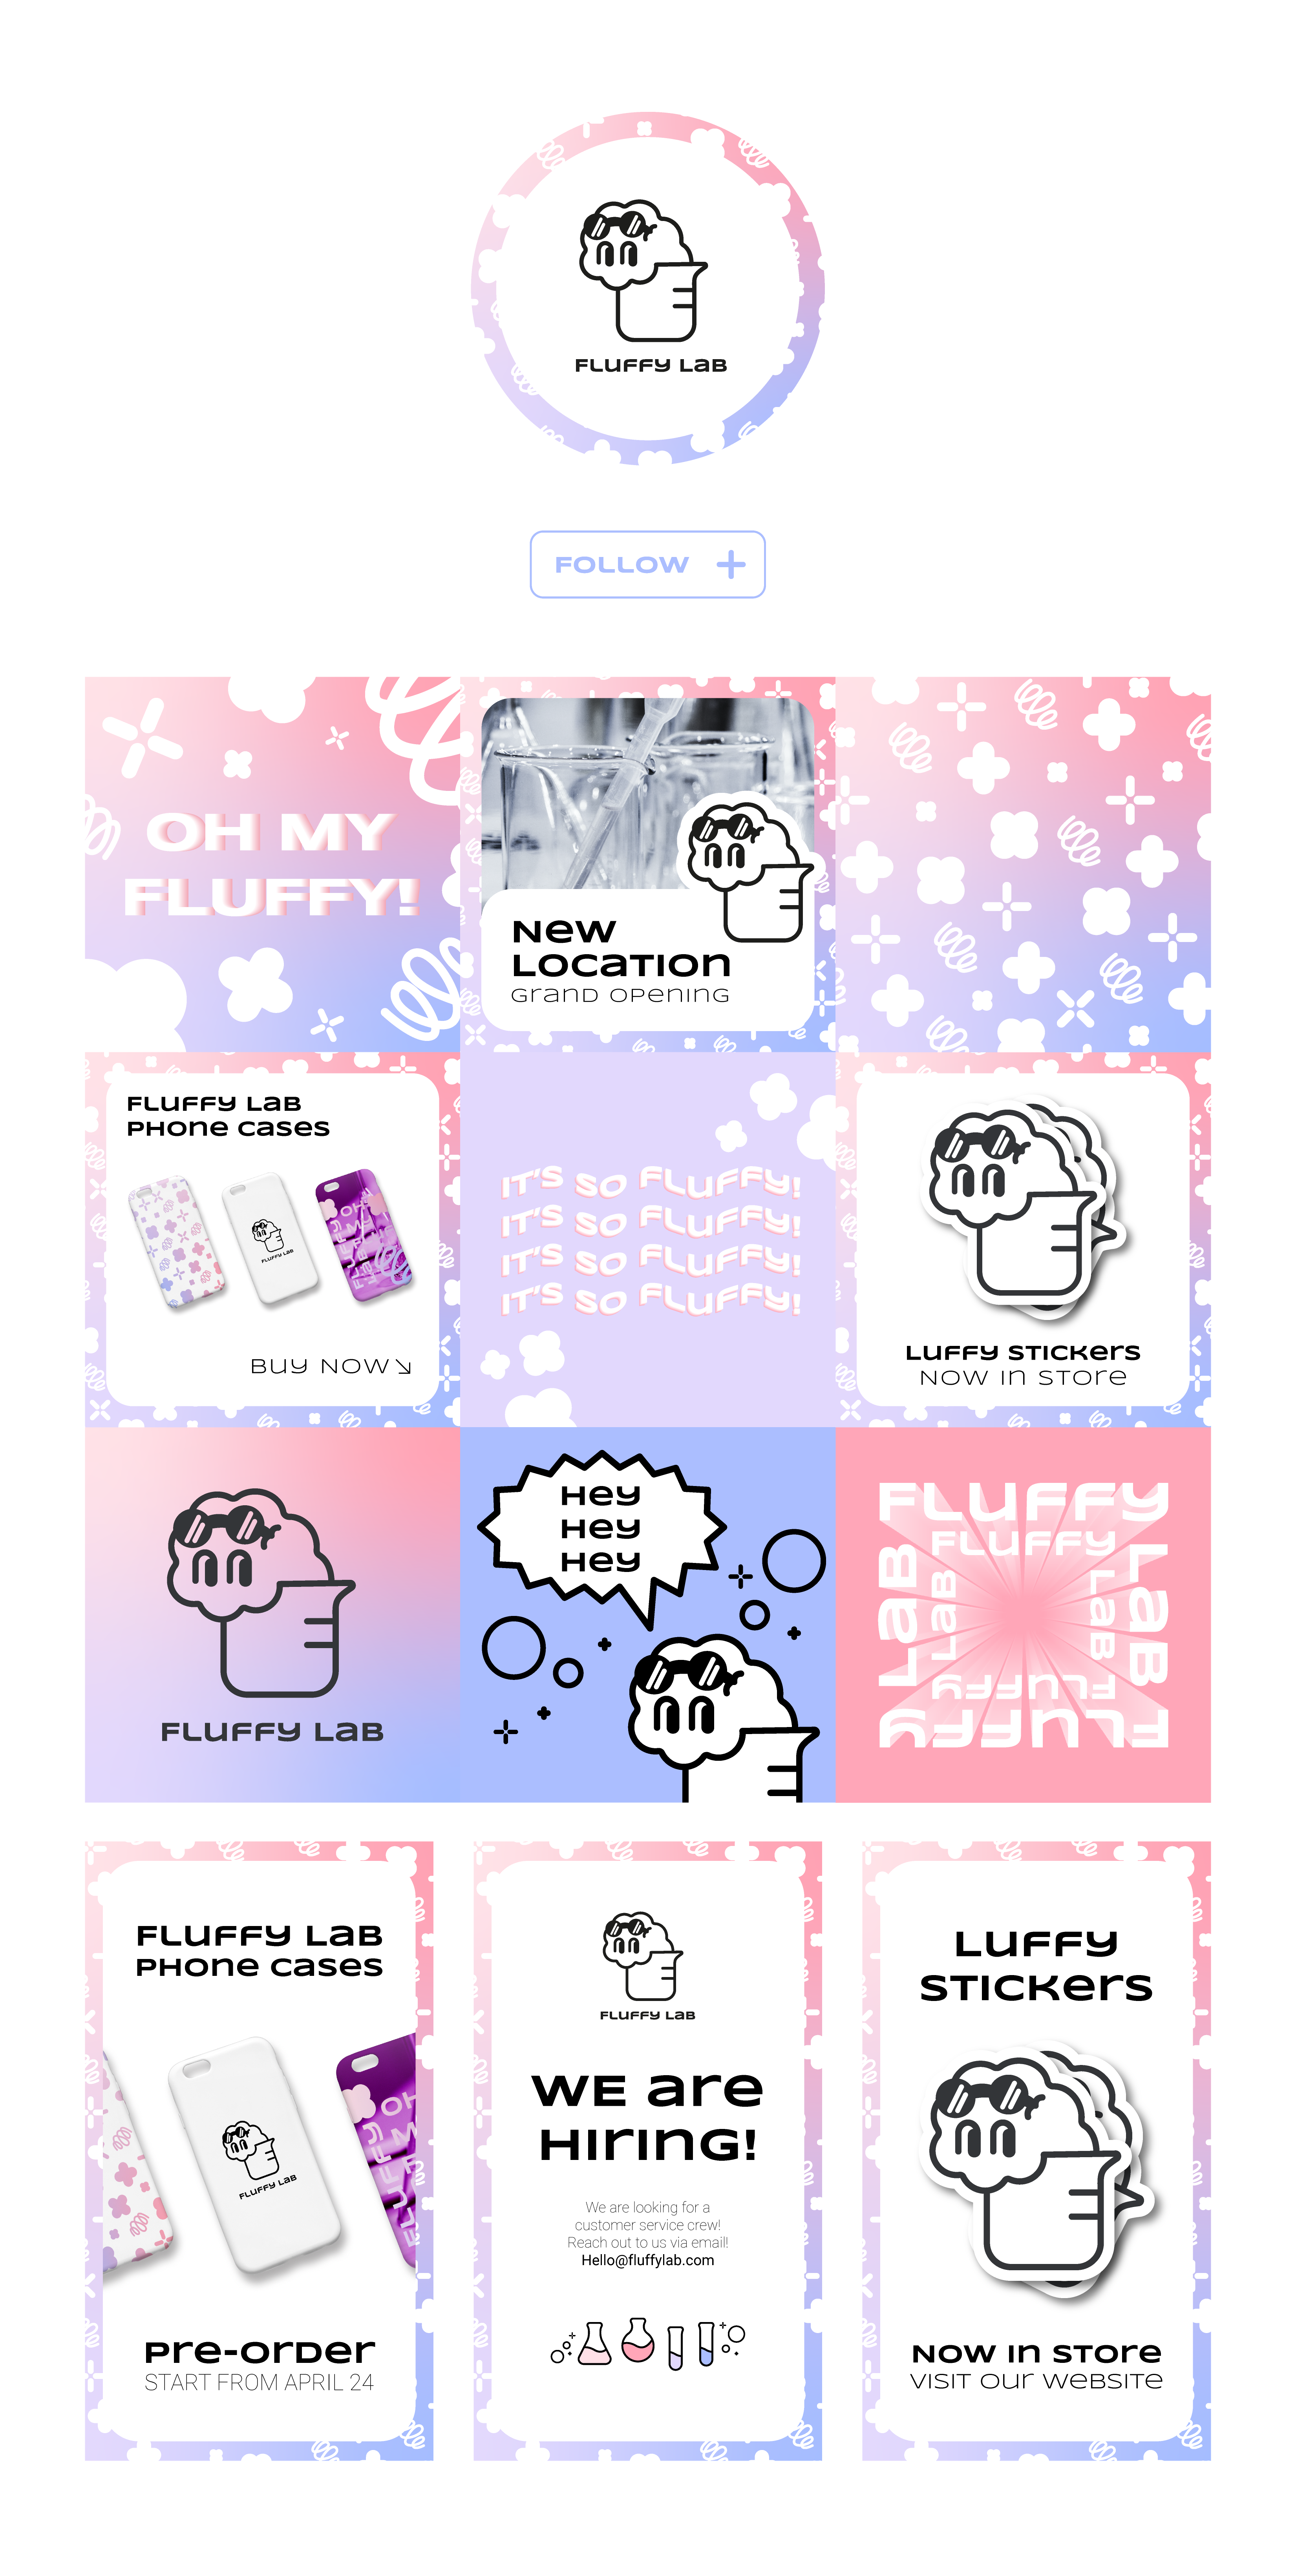 FLUFFY LaB
FOLLOW +
OH MY
FLUFFY!
New
LOCATION
GranD OPening
FLUFFY LaB
PHone cases
BUY NOW
IT'S SO FLUFFY!
IT'S SO FLUFFY!
IT'S SO FLUFFY!
IT'S SO FLUFFY!
FLUFFY LaB
LUFFY STICKerS
NOW In STore
FLUFFY LaB
Hey
Hey
Hey
FLUFFY
FLUFFY
LaB
LaB
LaB
LaB
FLUFFY
FLUFFY
FLUFFY LaB
PHone cases
FLUFFY LaB
Pre-OrDer
START FROM APRIL 24
FLUFFY LaB
WE are
HIrInG!
We are looking for a
customer service crew!
Reach out to us via email!
Hello@fluffylab.com
LUFFY
STICKerS
NOW In STore
VISIT Our WeBSITe